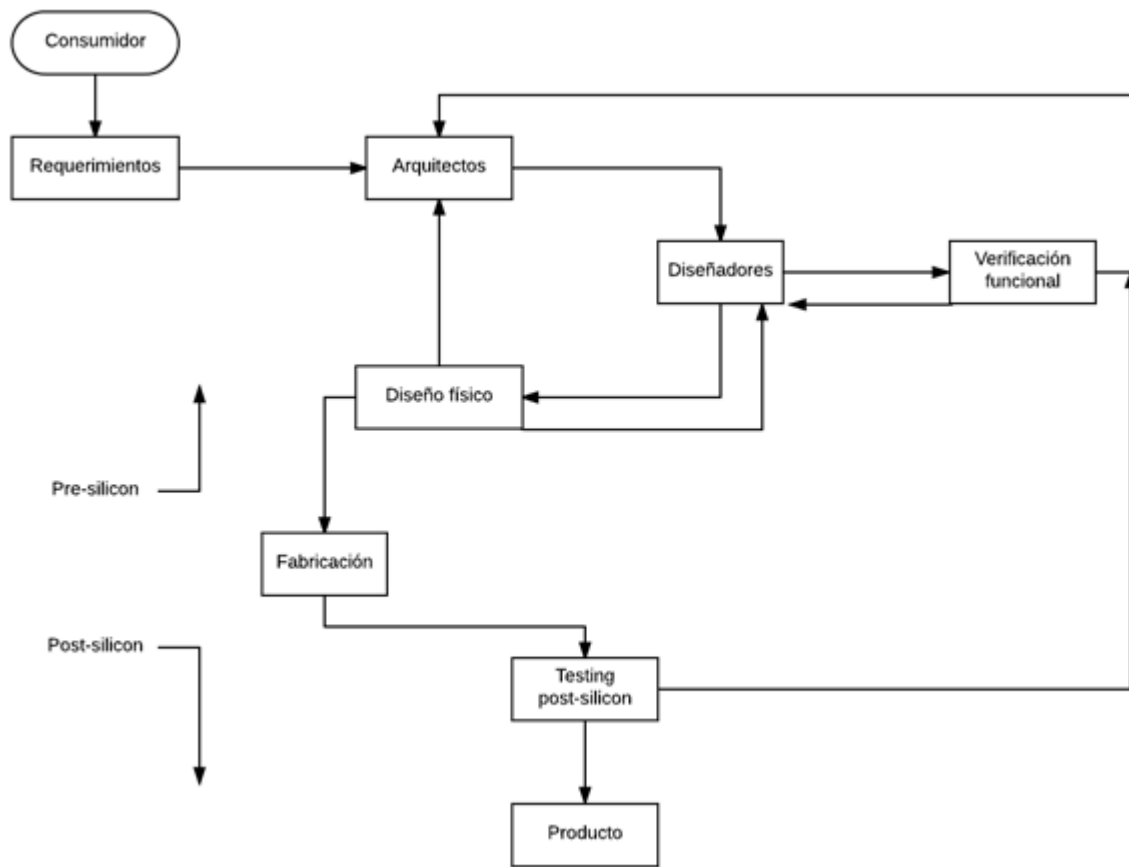 Consumidor
Requerimientos
Arquitectos
Diseñadores
Verificación
funcional
Diseño físico
Pre-silicon
Fabricación
Post-silicon
Testing
post-silicon
Producto